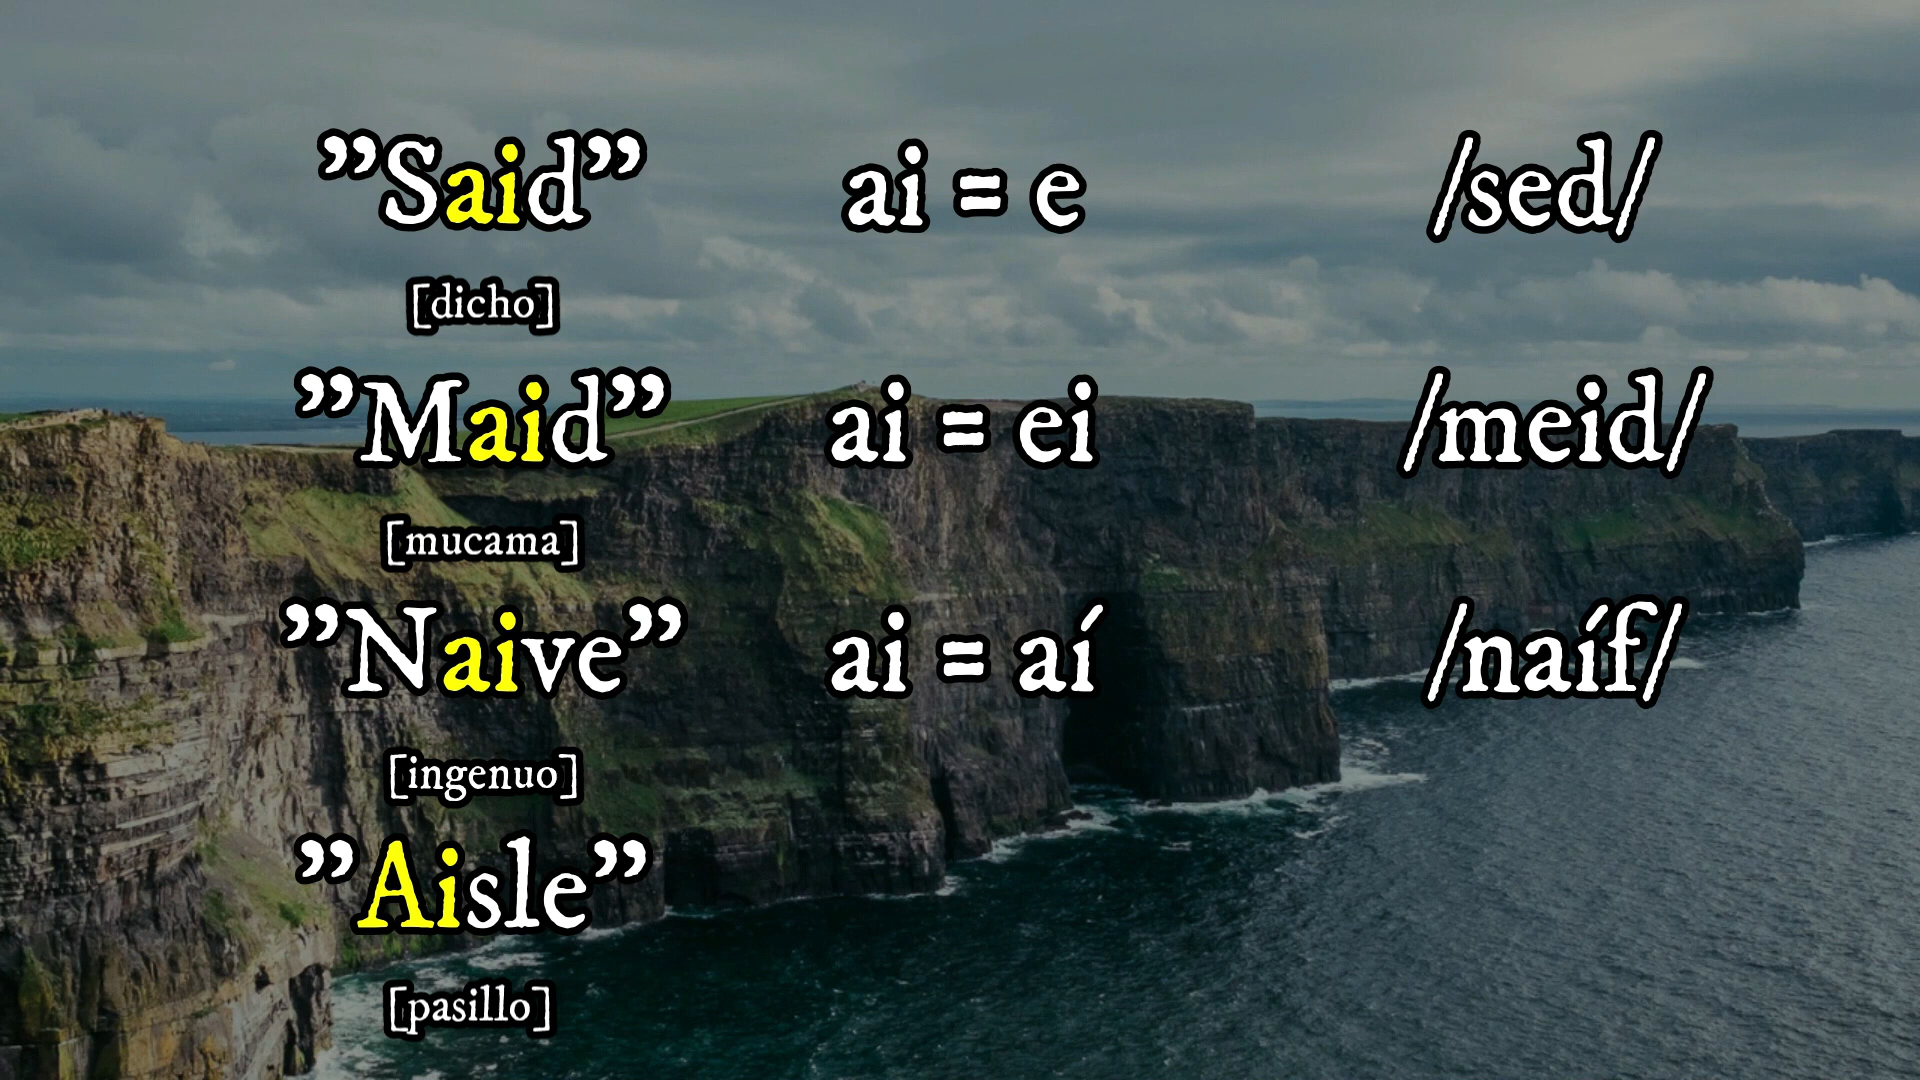 ”Said” ai = e /sed/
[dicho]
”Maid” ai = ei /meid/
[mucama]
”Naive” ai = aí /naíf/
[ingenuo]
”Aisle”
[pasillo]